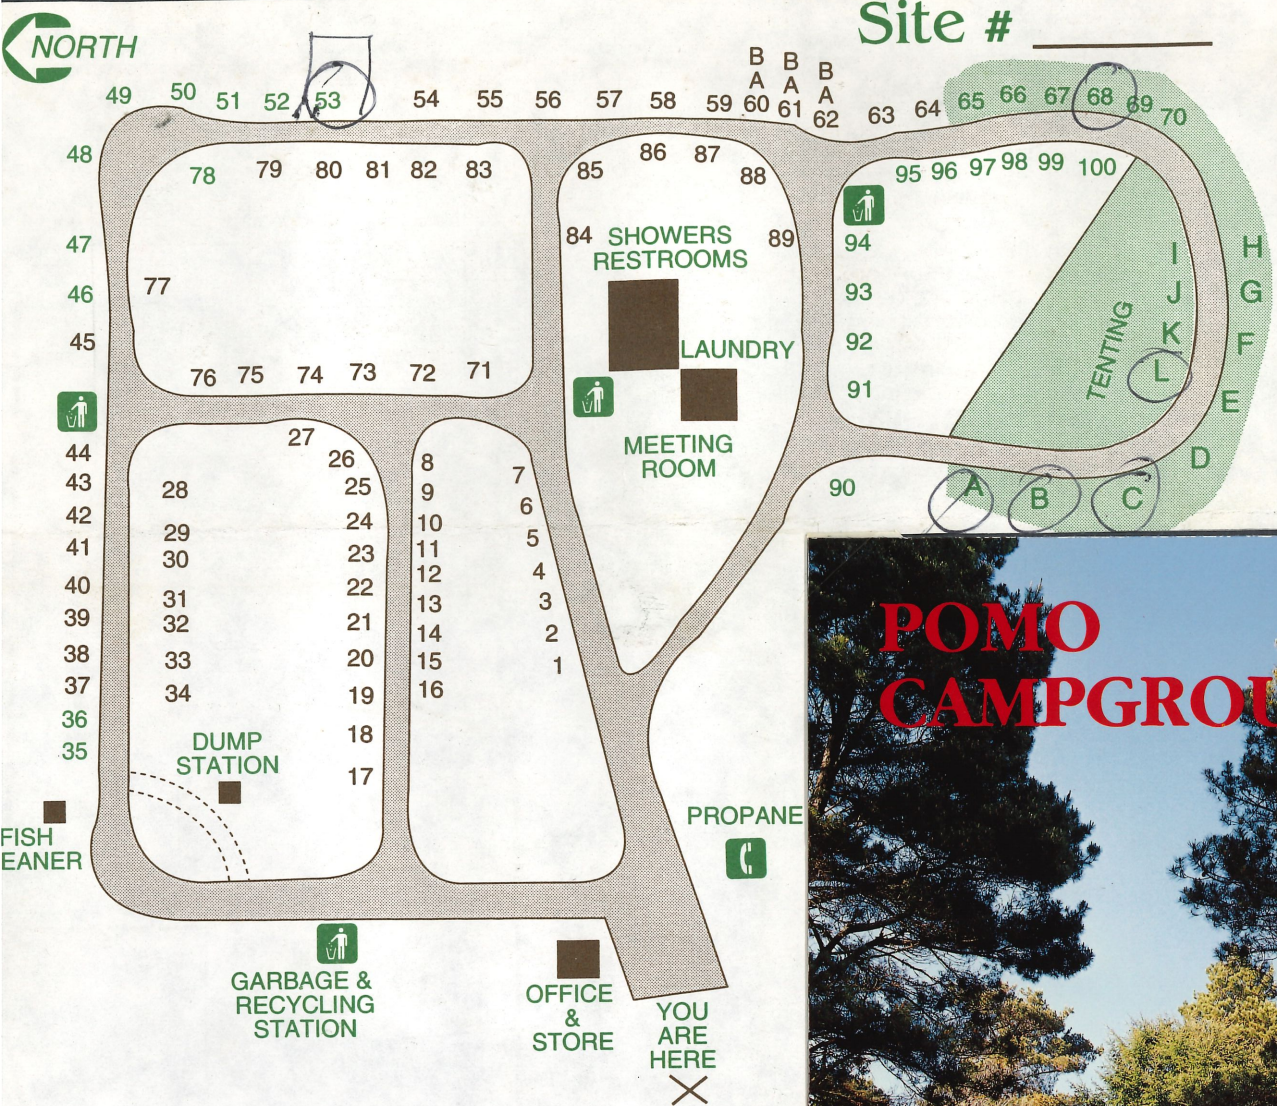 NORTH
Site #
49 50 51 52 53 54 55 56 57 58 59
B
A
60
B
A
61
B
A
62
63 64 65 66 67 68 69 70
48
78 79 80 81 82 83
85 86 87 88
95 96 97 98 99 100
47
77
84
SHOWERS
RESTROOMS
89
94
I
H
46
93
J
G
45
LAUNDRY
92
TENTING
K
F
76 75 74 73 72 71
91
L
E
MEETING
ROOM
90
A
B
C
D
44
43
42
41
40
39
38
37
36
35
27
26
28
29
30
31
32
33
34
25
24
23
22
21
20
19
18
17
8
9
10
11
12
13
14
15
16
7
6
5
4
3
2
1
DUMP
STATION
FISH
EANER
PROPANE
GARBAGE &
RECYCLING
STATION
OFFICE
&
STORE
YOU
ARE
HERE
X
POMO
CAMPGROU